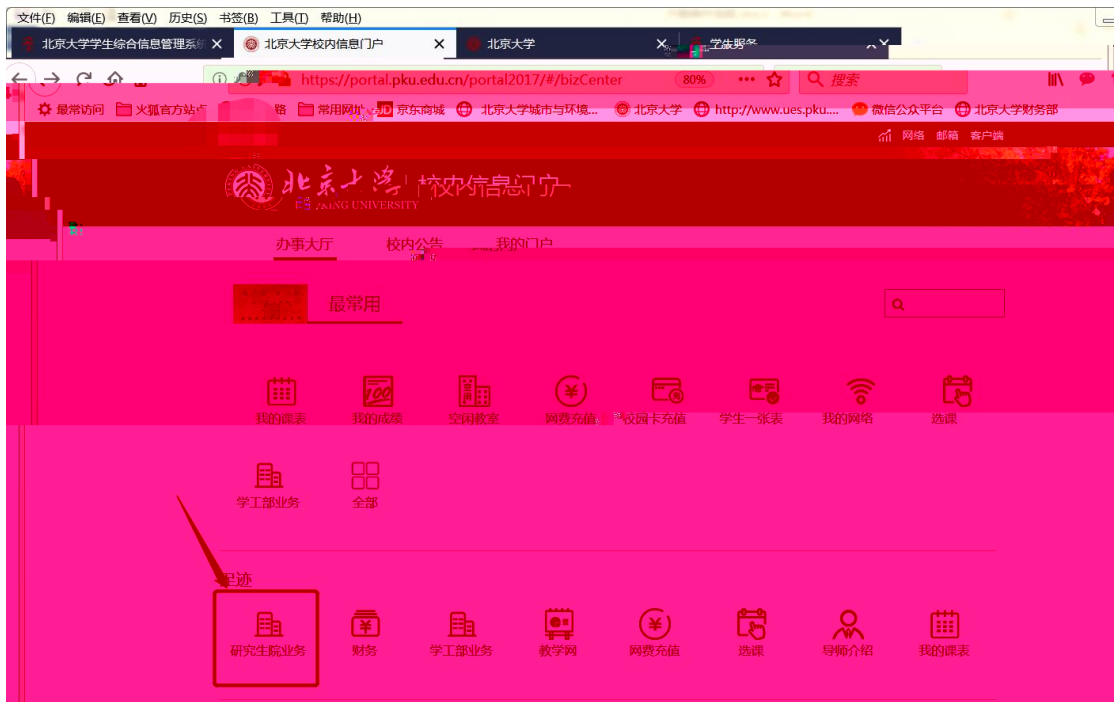 文件(F) 编辑(E) 查看(V) 历史(S) 书签(B) 工具(T) 帮助(H)
北京大学学生综合信息管理系统 北京大学校内信息门户 北京大学
https://portal.pku.edu.cn/portal2017/#/bizCenter 80% 搜索
最常访问 火狐官方站点 常用网址 JD 京东商城 北京大学城市与环境... 北京大学 http://www.ues.pku.... 微信公众平台 北京大学财务部
网络 邮箱 客户端
北京大学 校内信息门户
UNIVERSITY
办事大厅 校内公告 我的门户
最常用
我的课表 我的成绩 空闲教室 网费充值 校园卡充值 学生一张表 我的网络 选课
学工部业务 全部
足迹
研究生院业务 财务 学工部业务 教学网 网费充值 选课 导师介绍 我的课表